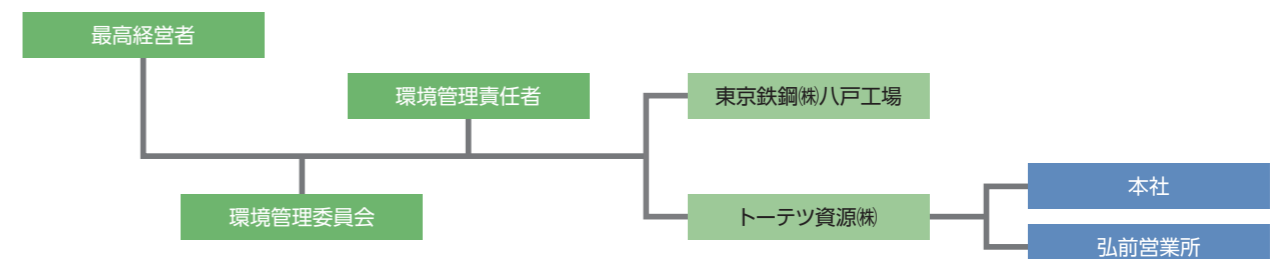 最高経営者
環境管理責任者
東京鉄鋼㈱八戸工場
環境管理委員会
トーテツ資源㈱
本社
弘前営業所